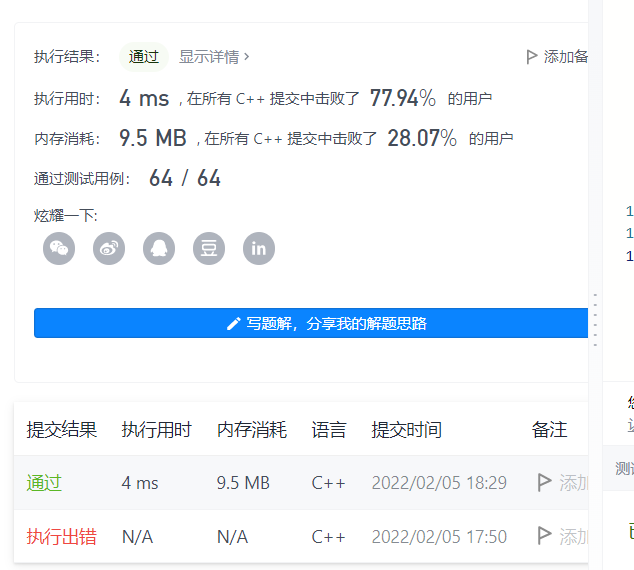 执行结果： 通过 显示详情 > 添加备
执行用时： 4 ms , 在所有 C++ 提交中击败了 77.94% 的用户
内存消耗： 9.5 MB , 在所有 C++ 提交中击败了 28.07% 的用户
通过测试用例： 64 / 64
炫耀一下:
豆 in
写题解，分享我的解题思路
提交结果 执行用时 内存消耗 语言 提交时间 备注
通过 4 ms 9.5 MB C++ 2022/02/05 18:29 添加
执行出错 N/A N/A C++ 2022/02/05 17:50 添加
1
1
1
测